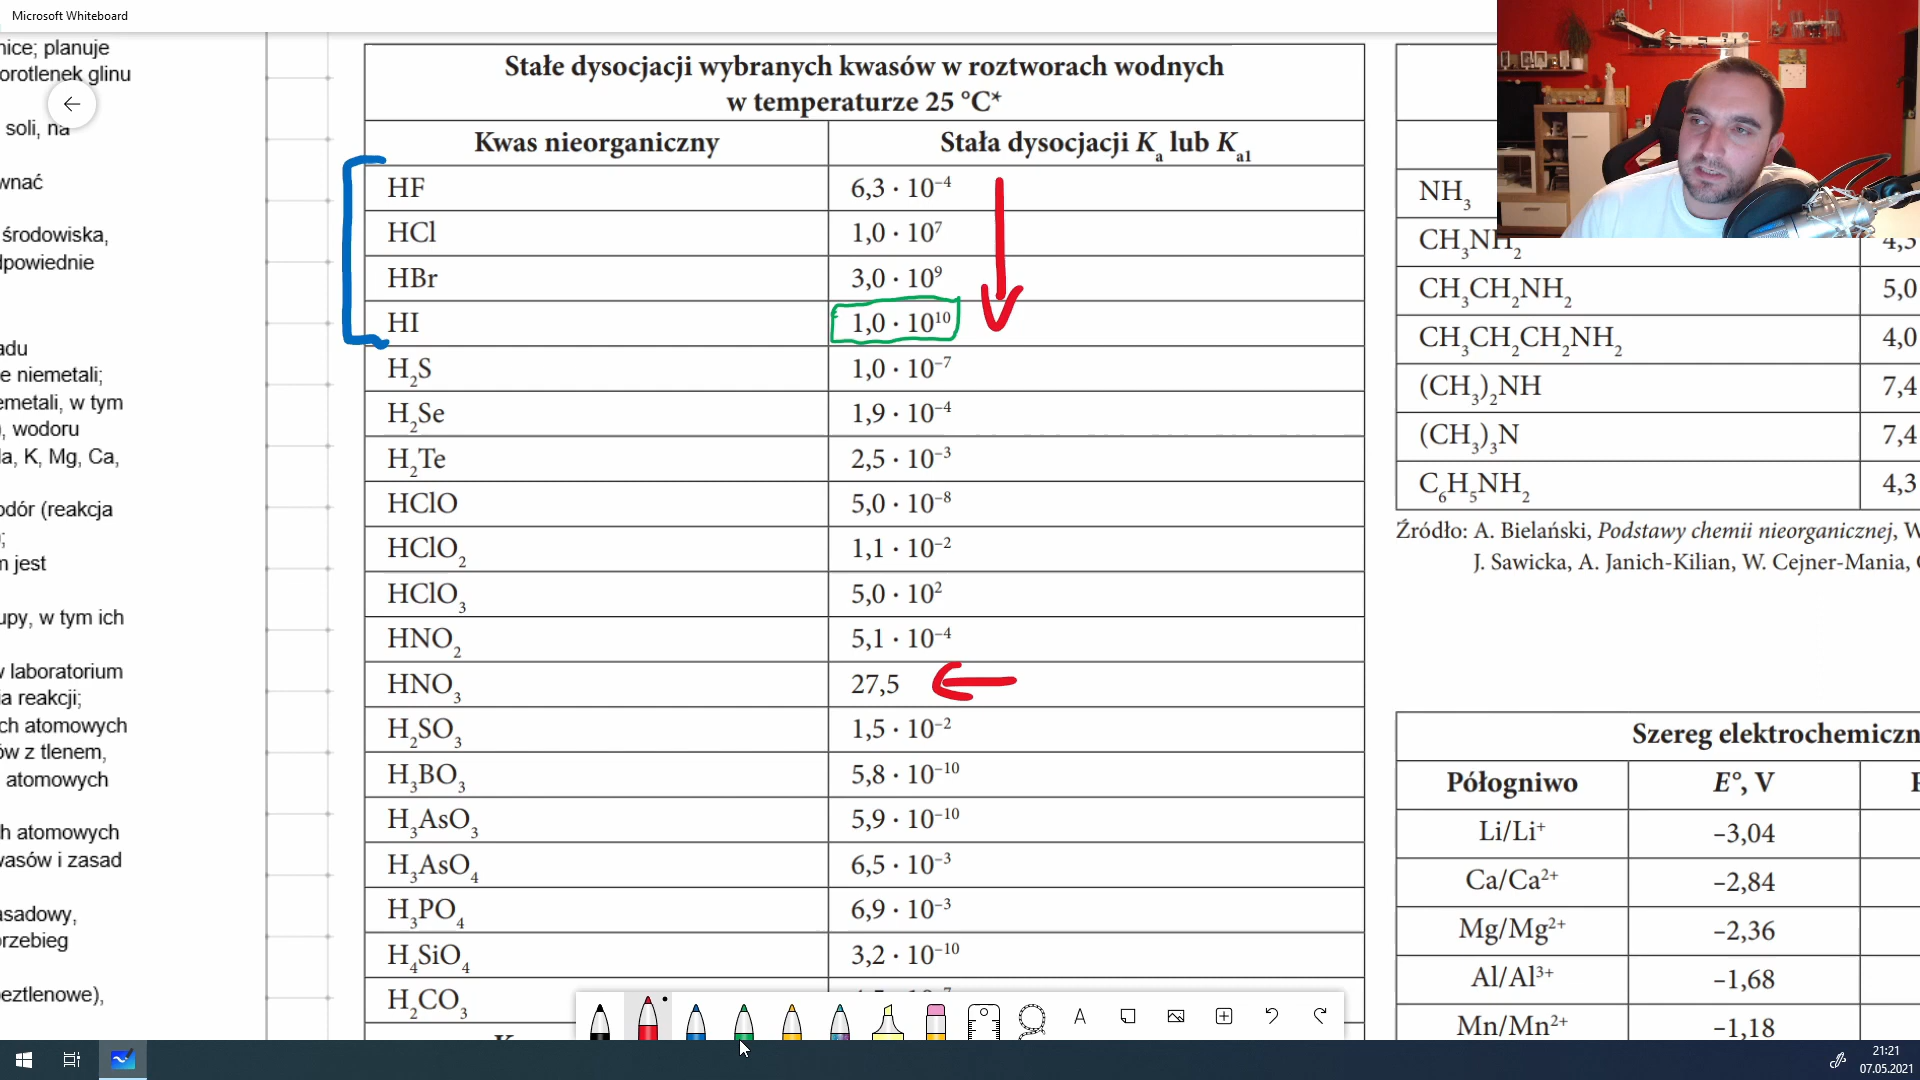 Microsoft Whiteboard
nice; planuje
orotlenek glinu
soli, na
wnać
środowiska,
dpowiednie
adu
e niemetali;
emetali, w tym
), wodoru
la, K, Mg, Ca,
odór (reakcja
);
m jest
upy, w tym ich
w laboratorium
ia reakcji;
ch atomowych
ów z tlenem,
atomowych
h atomowych
wasów i zasad
asadowy,
orzebieg
eztlenowe),
Stałe dysocjacji wybranych kwasów w roztworach wodnych
w temperaturze 25 °C*
Kwas nieorganiczny Stała dysocjacji Kₐ lub Kₐ₁
HF 6,3 · 10⁻⁴
HCl 1,0 · 10⁷
HBr 3,0 · 10⁹
HI 1,0 · 10¹⁰
H₂S 1,0 · 10⁻⁷
H₂Se 1,9 · 10⁻⁴
H₂Te 2,5 · 10⁻³
HClO 5,0 · 10⁻⁸
HClO₂ 1,1 · 10⁻²
HClO₃ 5,0 · 10²
HNO₂ 5,1 · 10⁻⁴
HNO₃ 27,5
H₂SO₃ 1,5 · 10⁻²
H₃BO₃ 5,8 · 10⁻¹⁰
H₃AsO₃ 5,9 · 10⁻¹⁰
H₃AsO₄ 6,5 · 10⁻³
H₃PO₄ 6,9 · 10⁻³
H₄SiO₄ 3,2 · 10⁻¹⁰
H₂CO₃
NH₃
CH₃NH₂ 4,3
CH₃CH₂NH₂ 5,0
CH₃CH₂CH₂NH₂ 4,0
(CH₃)₂NH 7,4
(CH₃)₃N 7,4
C₆H₅NH₂ 4,3
Źródło: A. Bielański, Podstawy chemii nieorganicznej, W
J. Sawicka, A. Janich-Kilian, W. Cejner-Mania,
Szereg elektrochemiczn
Półogniwo E°, V
Li/Li⁺ –3,04
Ca/Ca²⁺ –2,84
Mg/Mg²⁺ –2,36
Al/Al³⁺ –1,68
Mn/Mn²⁺ –1,18
21:21
07.05.2021